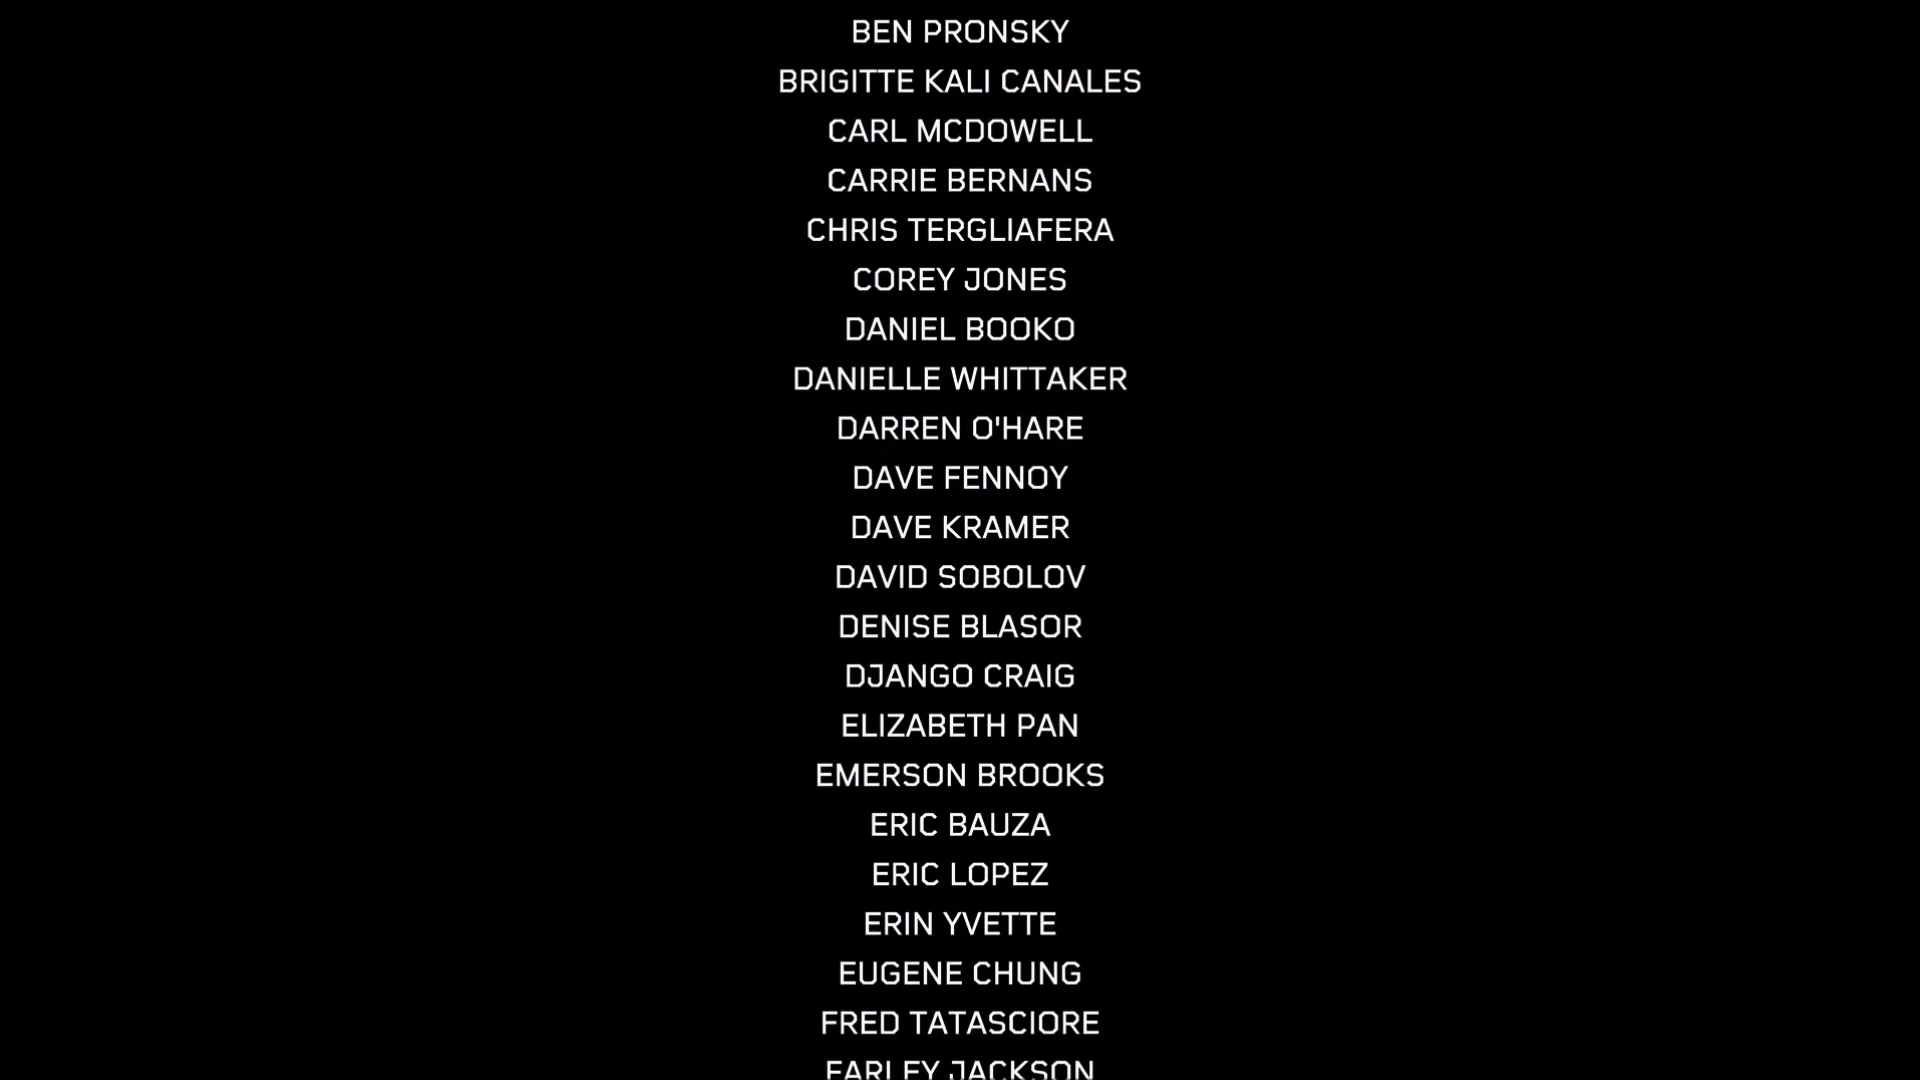 BEN PRONSKY
BRIGITTE KALI CANALES
CARL MCDOWELL
CARRIE BERNANS
CHRIS TERGLIAFERA
COREY JONES
DANIEL BOOKO
DANIELLE WHITTAKER
DARREN O'HARE
DAVE FENNOY
DAVE KRAMER
DAVID SOBOLOV
DENISE BLASOR
DJANGO CRAIG
ELIZABETH PAN
EMERSON BROOKS
ERIC BAUZA
ERIC LOPEZ
ERIN YVETTE
EUGENE CHUNG
FRED TATASCIORE
FARLEY JACKSON